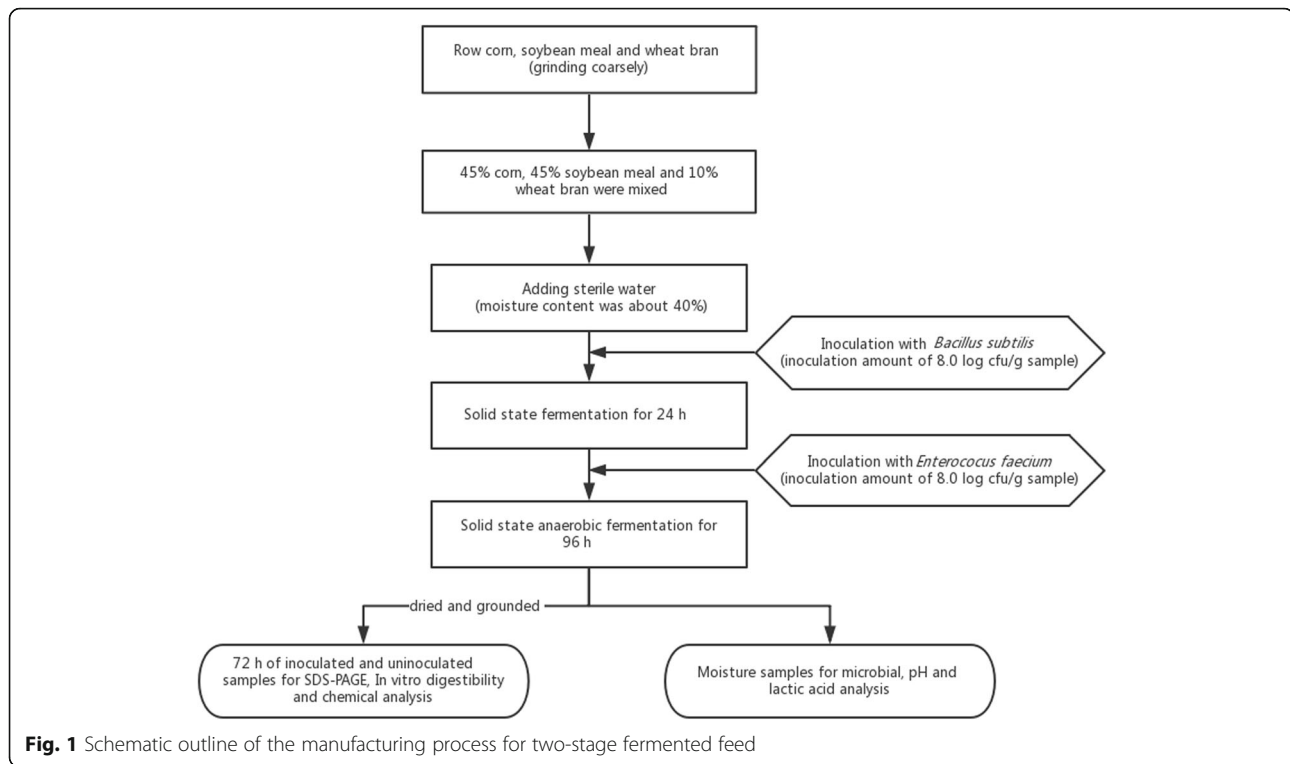 Row corn, soybean meal and wheat bran
(grinding coarsely)
45% corn, 45% soybean meal and 10%
wheat bran were mixed
Adding sterile water
(moisture content was about 40%)
Inoculation with Bacillus subtilis
(inoculation amount of 8.0 log cfu/g sample)
Solid state fermentation for 24 h
Inoculation with Enterococus faecium
(inoculation amount of 8.0 log cfu/g sample)
Solid state anaerobic fermentation for
96 h
dried and grounded
72 h of inoculated and uninoculated
samples for SDS-PAGE, In vitro digestibility
and chemical analysis
Moisture samples for microbial, pH and
lactic acid analysis
Fig. 1 Schematic outline of the manufacturing process for two-stage fermented feed